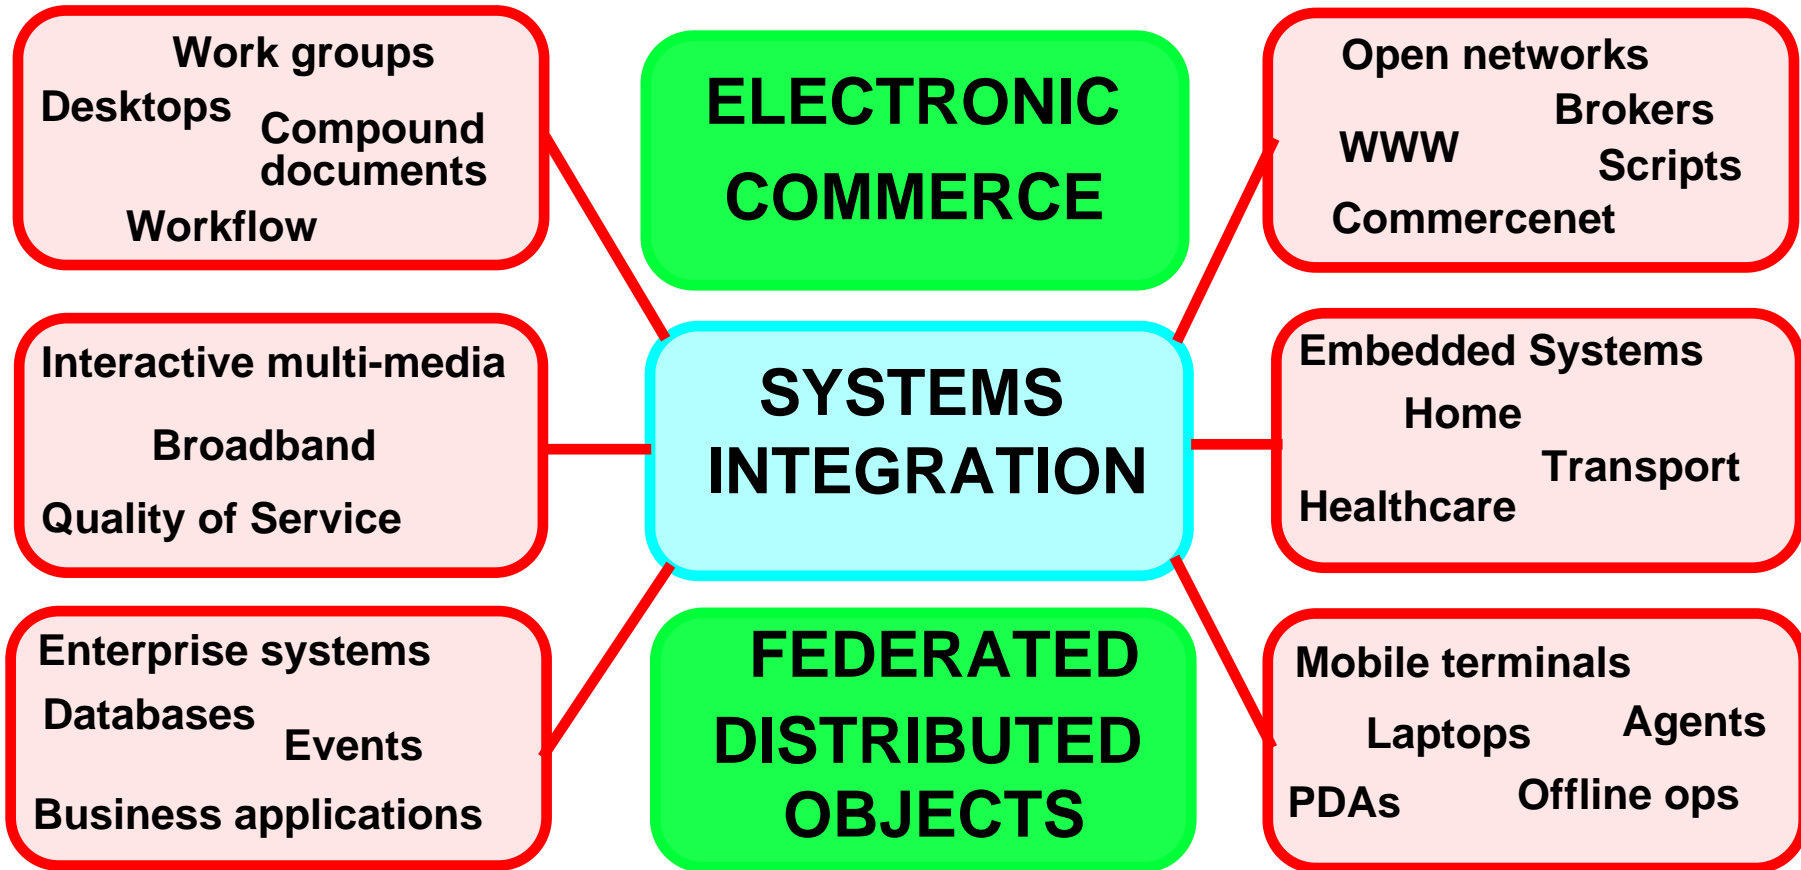 Work groups
Desktops
Compound
documents
Workflow
ELECTRONIC
COMMERCE
Open networks
Brokers
WWW
Scripts
Commercenet
Interactive multi-media
Broadband
Quality of Service
SYSTEMS
INTEGRATION
Embedded Systems
Home
Transport
Healthcare
Enterprise systems
Databases
Events
Business applications
FEDERATED
DISTRIBUTED
OBJECTS
Mobile terminals
Agents
Laptops
Offline ops
PDAs